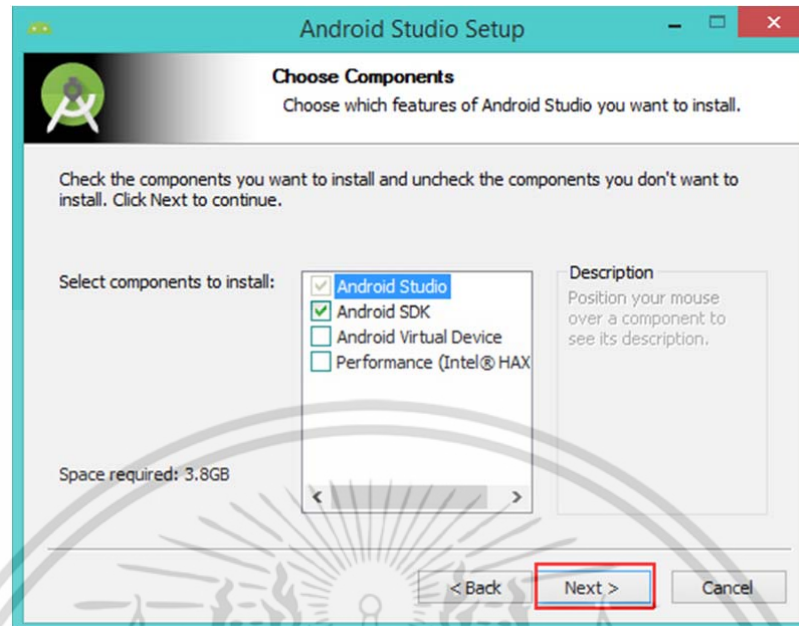 Android Studio Setup
Choose Components
Choose which features of Android Studio you want to install.
Check the components you want to install and uncheck the components you don't want to
install. Click Next to continue.
Select components to install:
Android Studio
Android SDK
Android Virtual Device
Performance (Intel® HAX
Description
Position your mouse
over a component to
see its description.
Space required: 3.8GB
< Back
Next >
Cancel